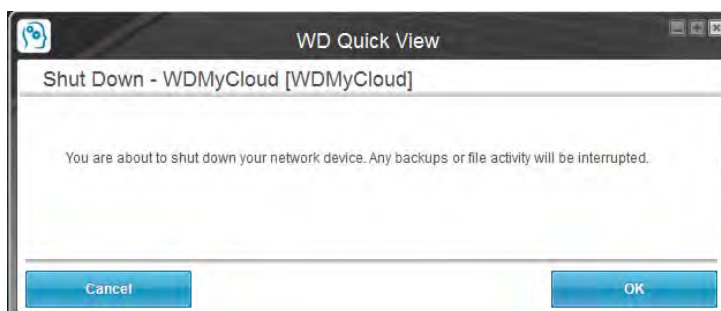 WD Quick View
Shut Down - WDMyCloud [WDMyCloud]
You are about to shut down your network device. Any backups or file activity will be interrupted.
Cancel
OK